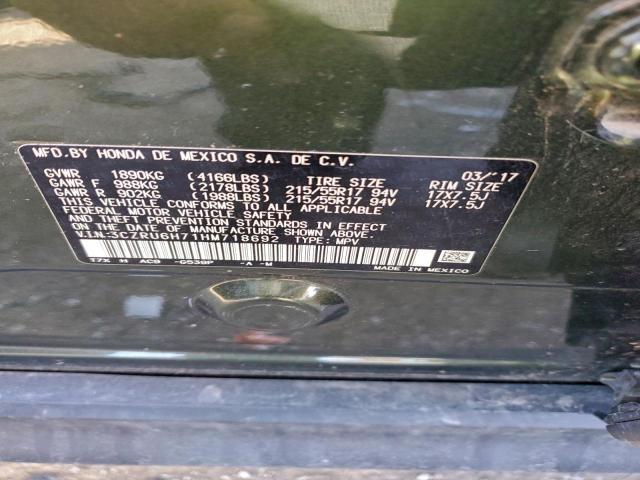 MFD. BY HONDA DE MEXICO S.A. DE C.V.
03/'17
GVWR 1890KG (4166LBS) TIRE SIZE RIM SIZE
GAWR F 988KG (2178LBS) 215/55R17 94V 17X7.5J
GAWR R 902KG (1988LBS) 215/55R17 94V 17X7.5J
THIS VEHICLE CONFORMS TO ALL APPLICABLE
FEDERAL MOTOR VEHICLE SAFETY
AND THEFT PREVENTION STANDARDS IN EFFECT
ON THE DATE OF MANUFACTURE SHOWN ABOVE.
V.I.N: 3CZRU6H71HM718692 TYPE: MPV
-A -M MADE IN MEXICO